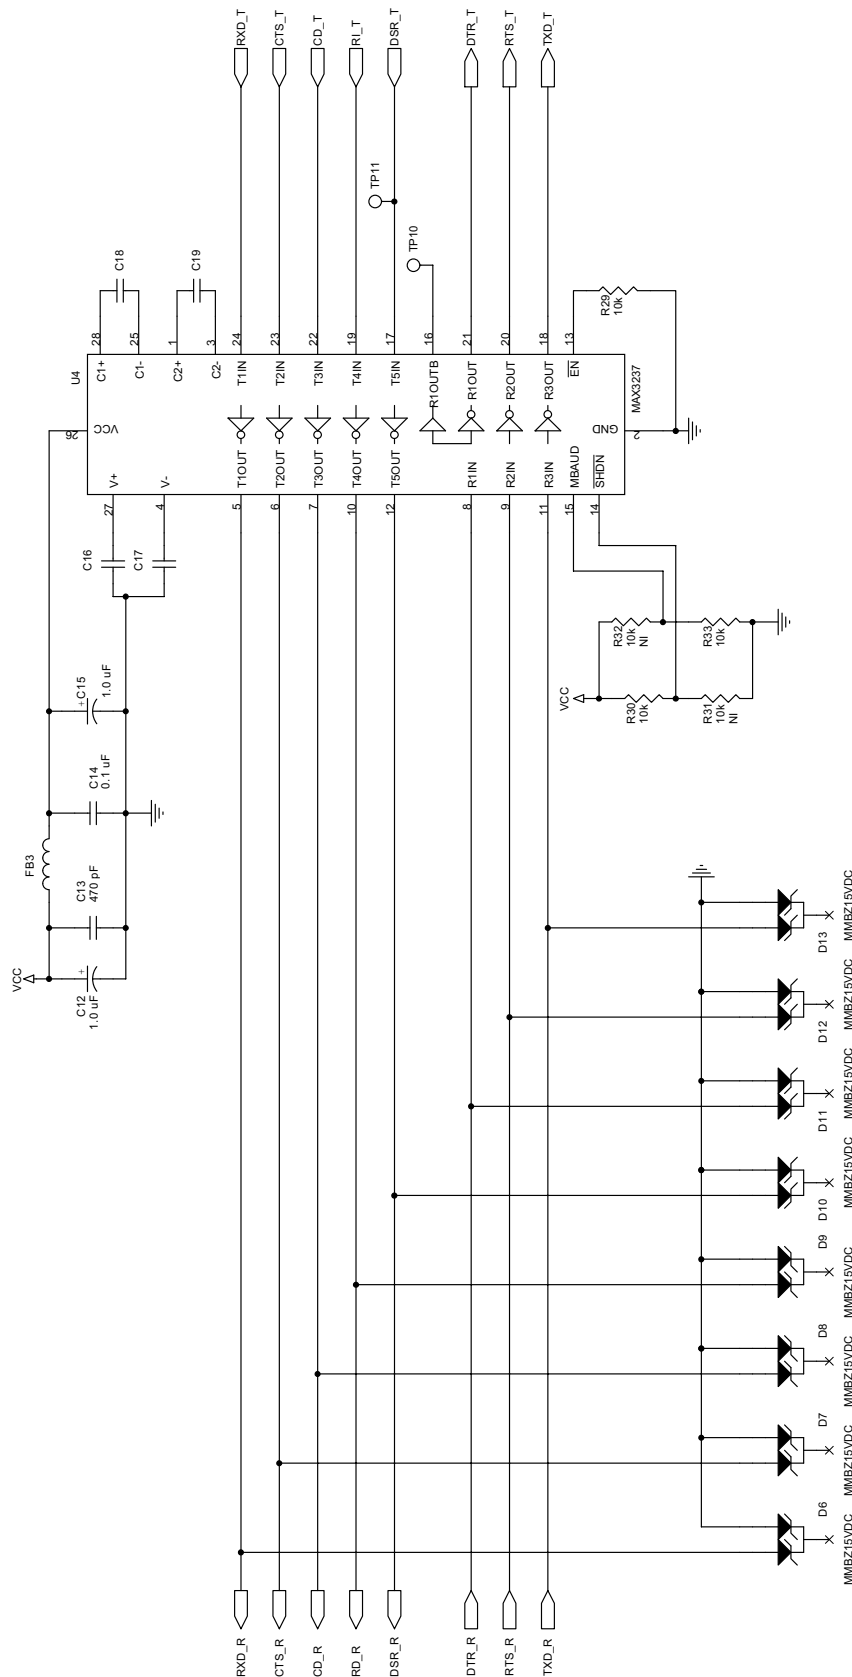 RXD_T
CTS_T
CD_T
RI_T
DSR_T
DTR_T
RTS_T
TXD_T
TP11
TP10
C18
C19
R29
10k
28
25
1
3
24
23
22
19
17
16
21
20
18
13
U4
C1+
C1-
C2+
C2-
T1IN
T2IN
T3IN
T4IN
T5IN
R1OUTB
R1OUT
R2OUT
R3OUT
EN
MAX3237
26
VCC
GND
2
V+
V-
T1OUT
T2OUT
T3OUT
T4OUT
T5OUT
R1IN
R2IN
R3IN
MBAUD
SHDN
27
4
5
6
7
10
12
8
9
11
15
14
C16
C17
C15
+
1.0 uF
C14
0.1 uF
FB3
C13
470 pF
VCC
C12
+
1.0 uF
R32
10k
NI
R33
10k
VCC
R30
10k
R31
10k
NI
D13
MMBZ15VDC
D12
MMBZ15VDC
D11
MMBZ15VDC
D10
MMBZ15VDC
D9
MMBZ15VDC
D8
MMBZ15VDC
D7
MMBZ15VDC
D6
MMBZ15VDC
RXD_R
CTS_R
CD_R
RD_R
DSR_R
DTR_R
RTS_R
TXD_R